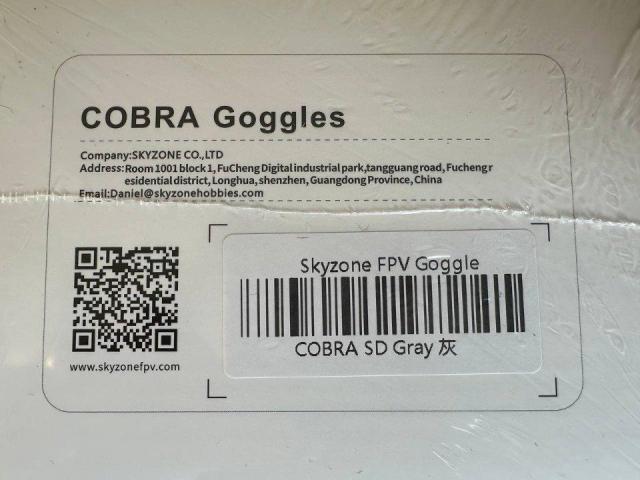 COBRA Goggles
Company:SKYZONE CO.,LTD
Address:Room 1001 block 1, FuCheng Digital industrial park,tangguang road, Fucheng r
esidential district, Longhua, shenzhen, Guangdong Province, China
Email:Daniel@skyzonehobbies.com
Skyzone FPV Goggle
COBRA SD Gray 灰
www.skyzonefpv.com